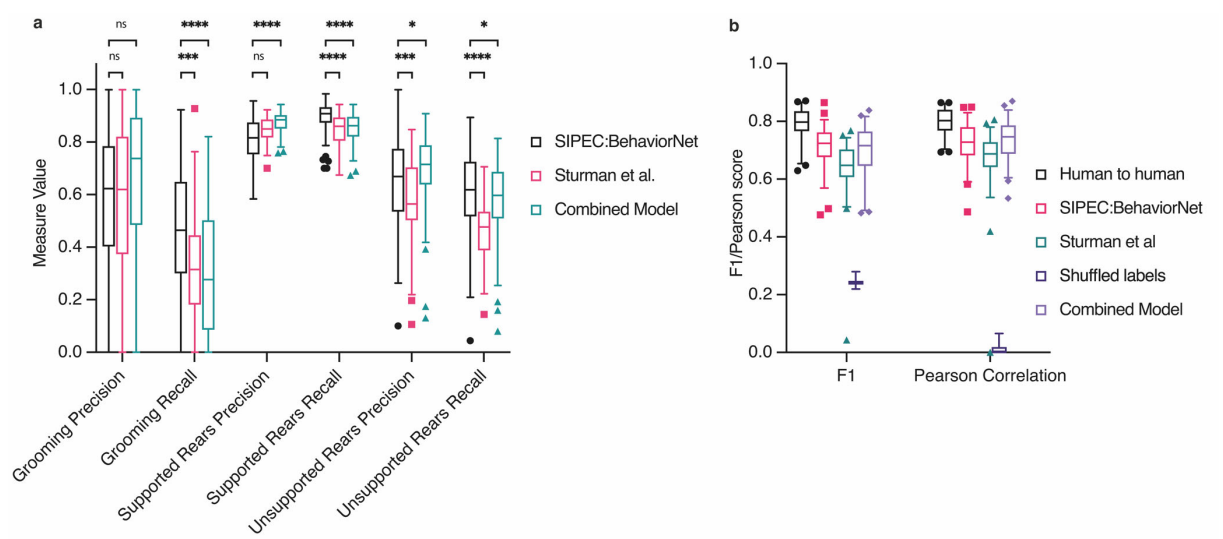 a
ns **** **** **** * *
ns *** ns **** *** ****
1.0
0.8
0.6
0.4
0.2
0.0
Measure Value
Grooming Precision
Grooming Recall
Supported Rears Precision
Supported Rears Recall
Unsupported Rears Precision
Unsupported Rears Recall
SIPEC:BehaviorNet
Sturman et al.
Combined Model
b
1.0
0.8
0.6
0.4
0.2
0.0
F1/Pearson score
F1
Pearson Correlation
Human to human
SIPEC:BehaviorNet
Sturman et al
Shuffled labels
Combined Model